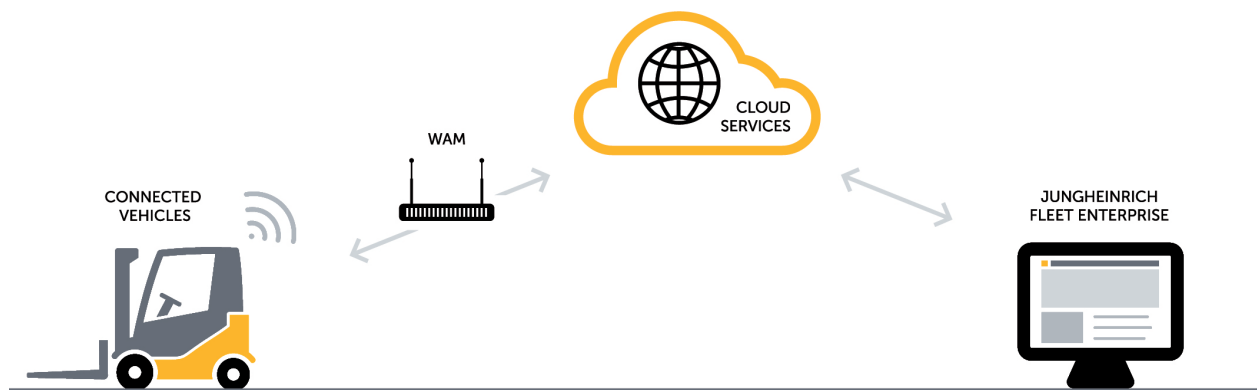 CLOUD
SERVICES
WAM
CONNECTED
VEHICLES
JUNGHEINRICH
FLEET ENTERPRISE